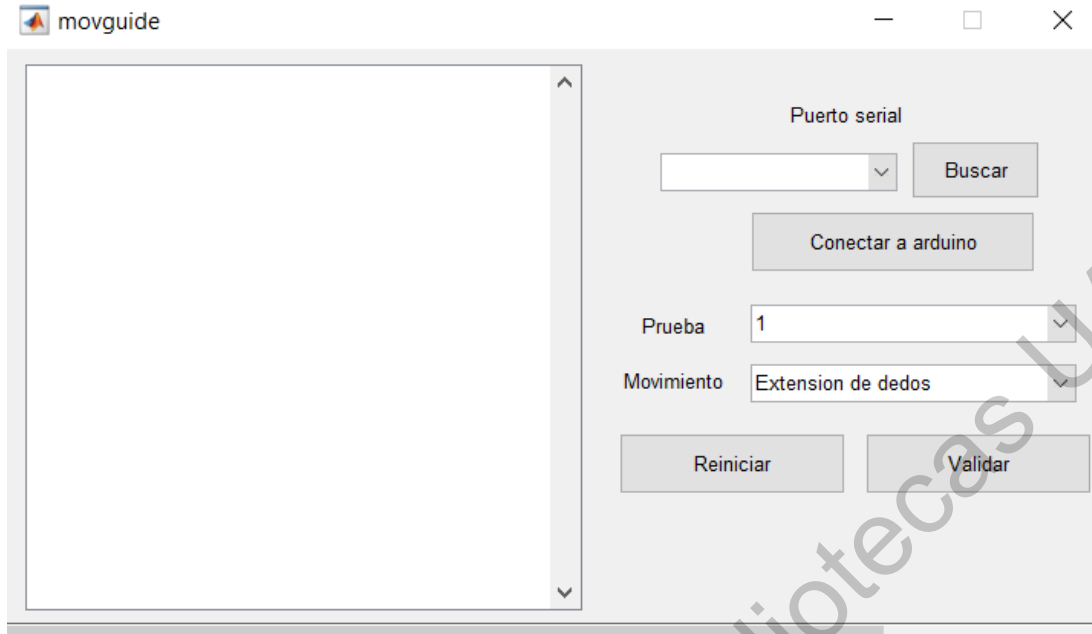 movguide
Puerto serial
Buscar
Conectar a arduino
Prueba
1
Movimiento
Extension de dedos
Reiniciar
Validar